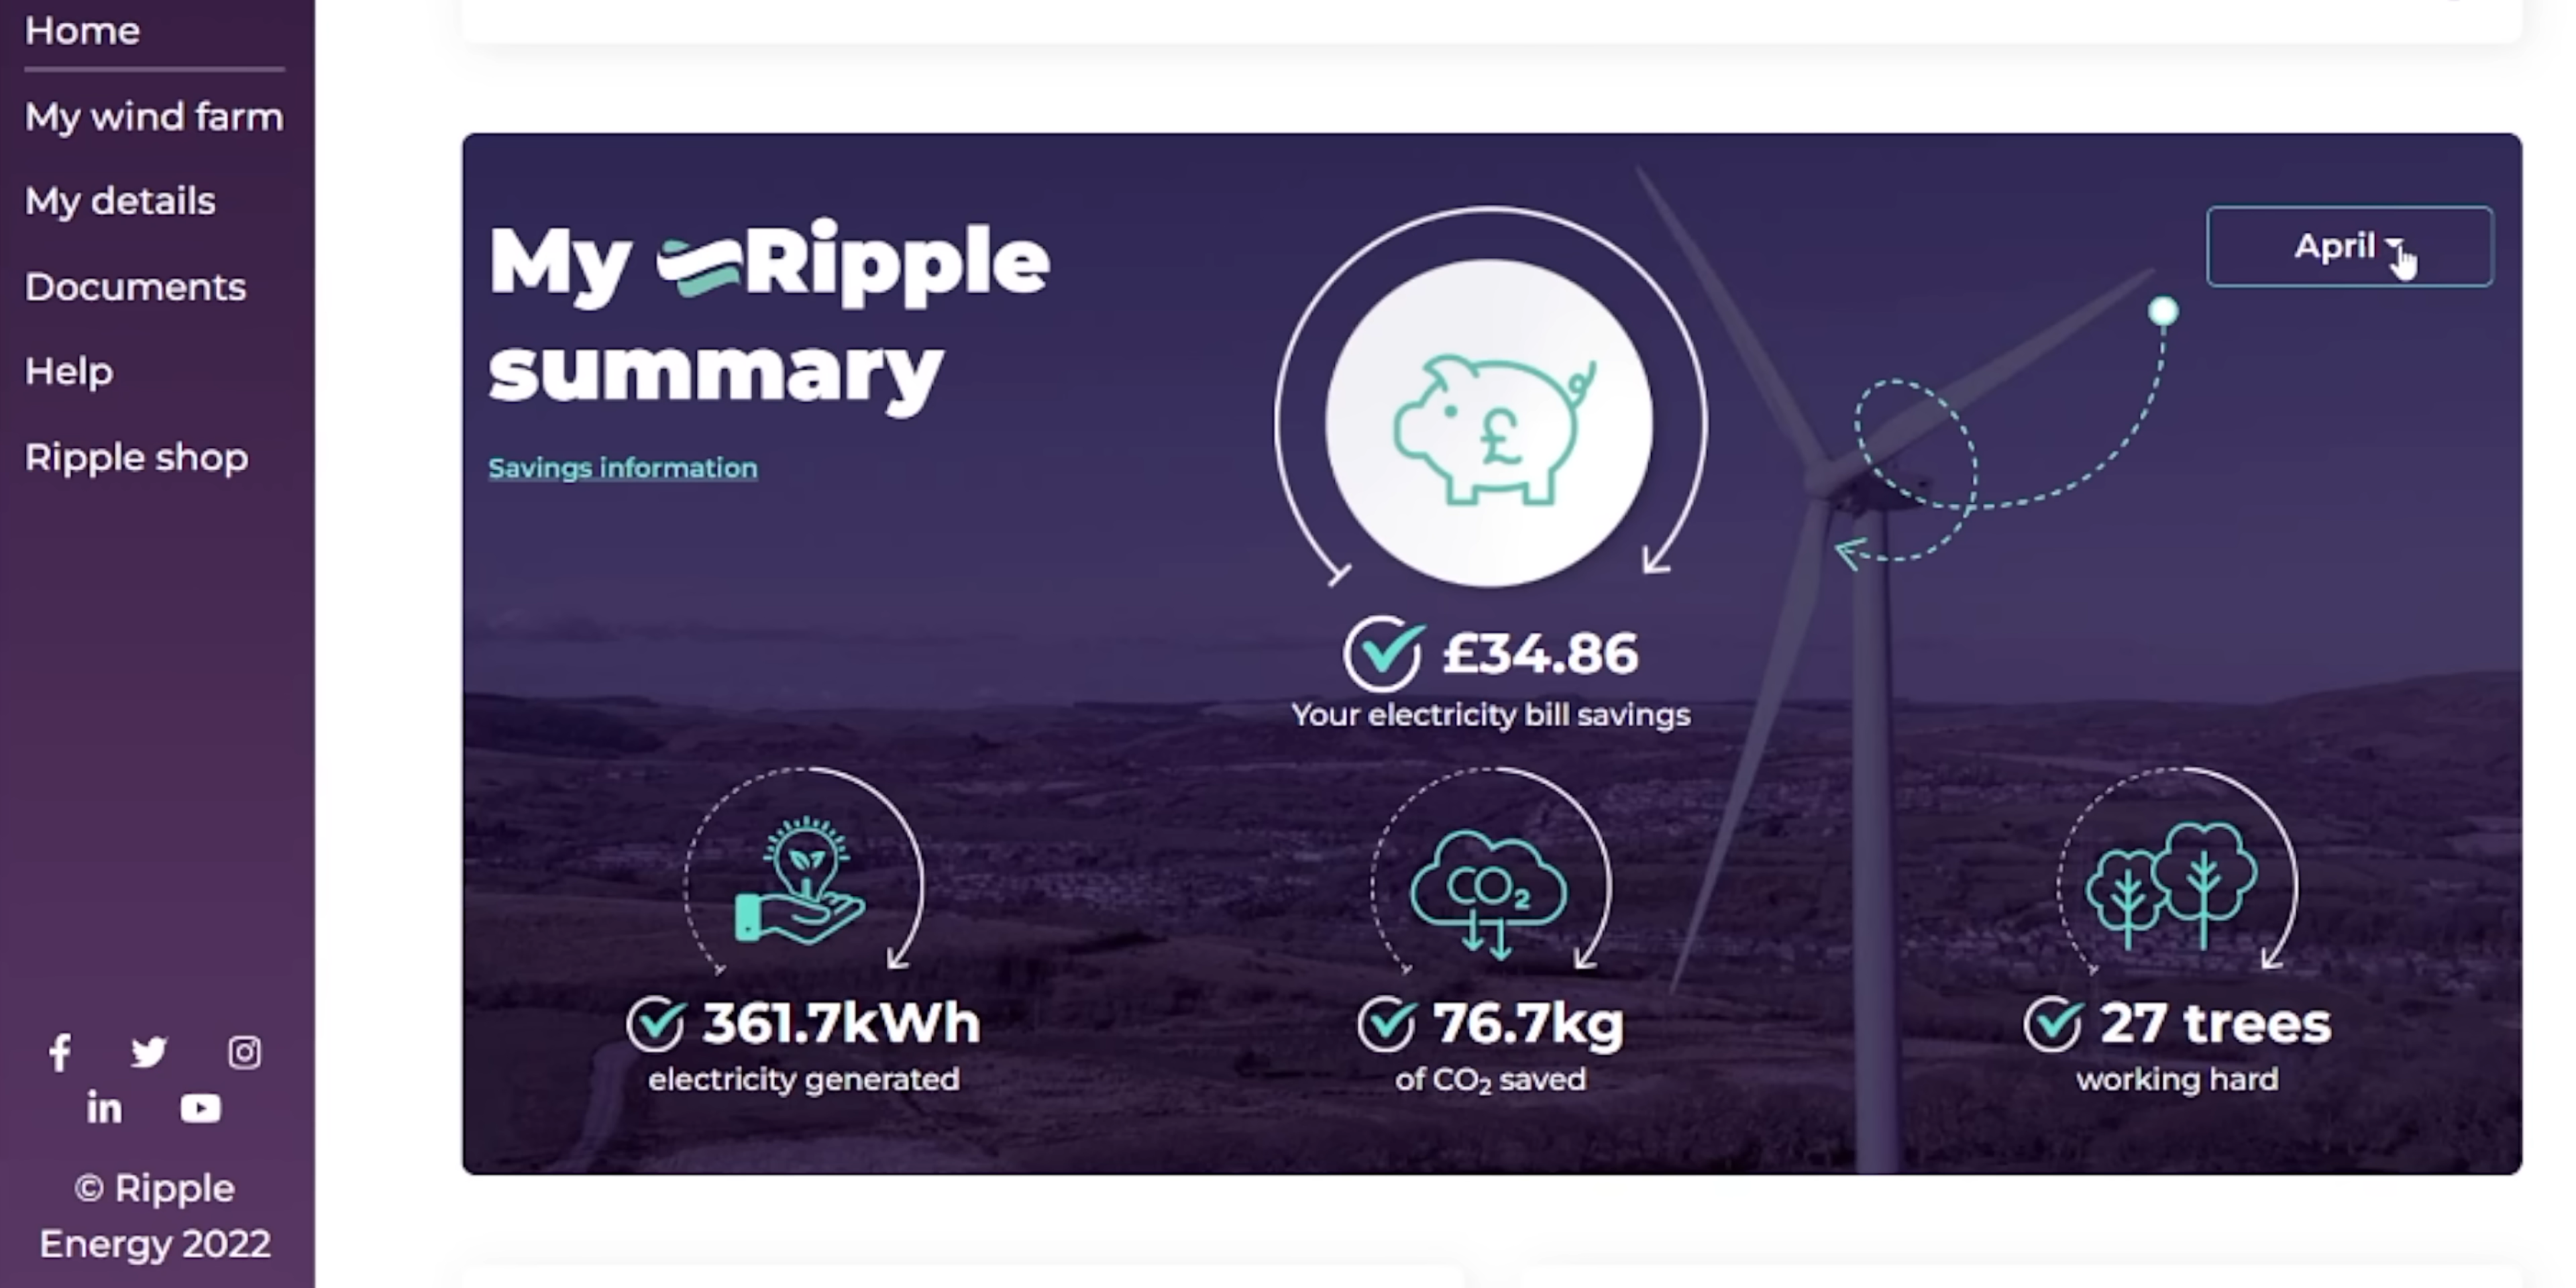 Home
My wind farm
My details
Documents
Help
Ripple shop
© Ripple
Energy 2022
My Ripple
summary
Savings information
April
£
£34.86
Your electricity bill savings
CO₂
361.7kWh
electricity generated
76.7kg
of CO₂ saved
27 trees
working hard